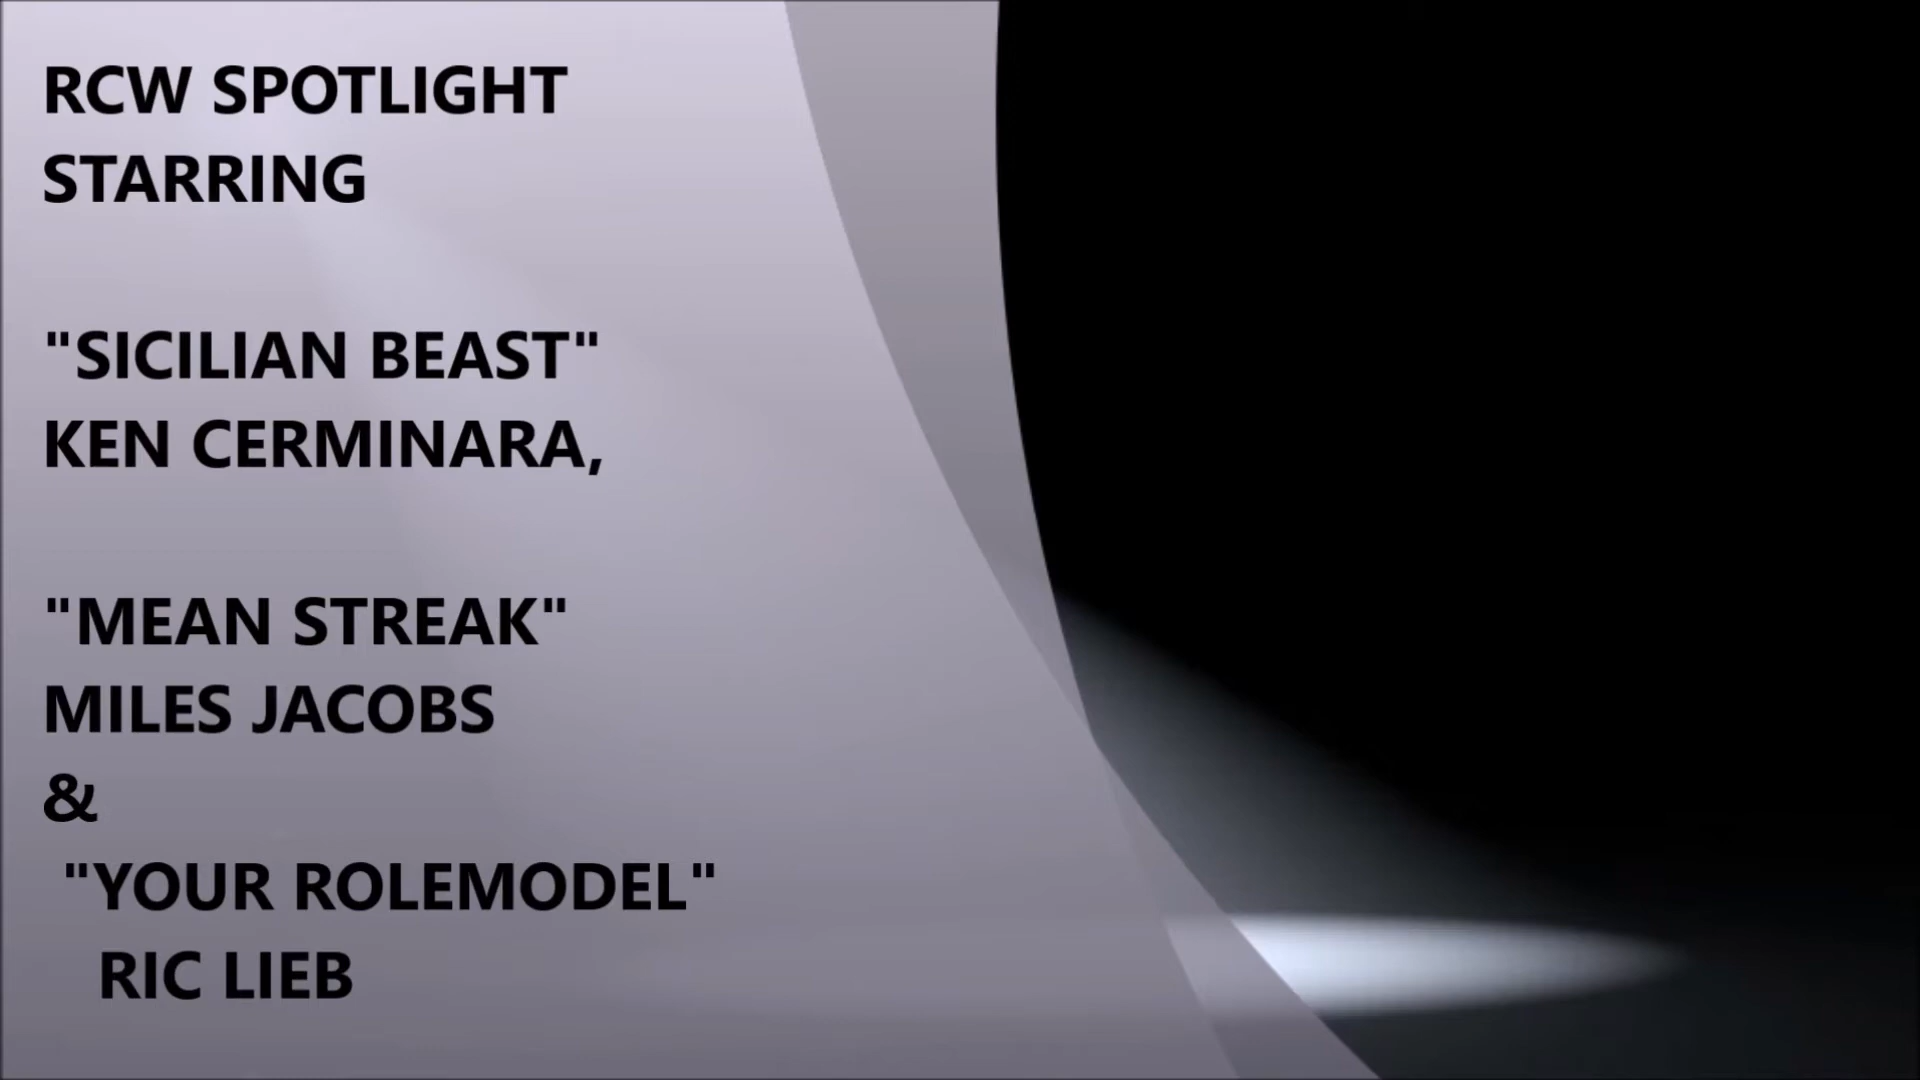 RCW SPOTLIGHT
STARRING
"SICILIAN BEAST"
KEN CERMINARA,
"MEAN STREAK"
MILES JACOBS
&
"YOUR ROLEMODEL"
RIC LIEB